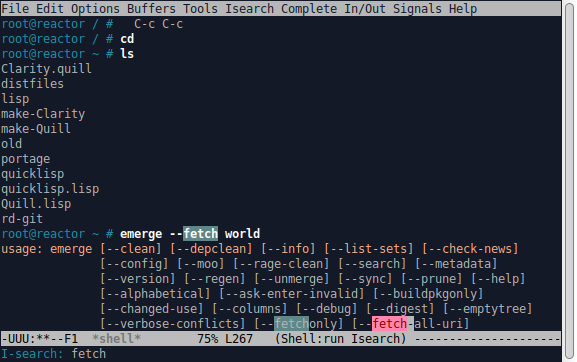 File Edit Options Buffers Tools Isearch Complete In/Out Signals Help
root@reactor / #   C-c C-c
root@reactor / # cd
root@reactor ~ # ls
Clarity.quill
distfiles
lisp
make-Clarity
make-Quill
old
portage
quicklisp
quicklisp.lisp
Quill.lisp
rd-git
root@reactor ~ # emerge --fetch world
usage: emerge [--clean] [--depclean] [--info] [--list-sets] [--check-news]
[--config] [--moo] [--rage-clean] [--search] [--metadata]
[--version] [--regen] [--unmerge] [--sync] [--prune] [--help]
[--alphabetical] [--ask-enter-invalid] [--buildpkgonly]
[--changed-use] [--columns] [--debug] [--digest] [--emptytree]
[--verbose-conflicts] [--fetchonly] [--fetch-all-uri]
-UUU:**--F1  *shell*        75% L267   (Shell:run Isearch) ---------------------
I-search: fetch